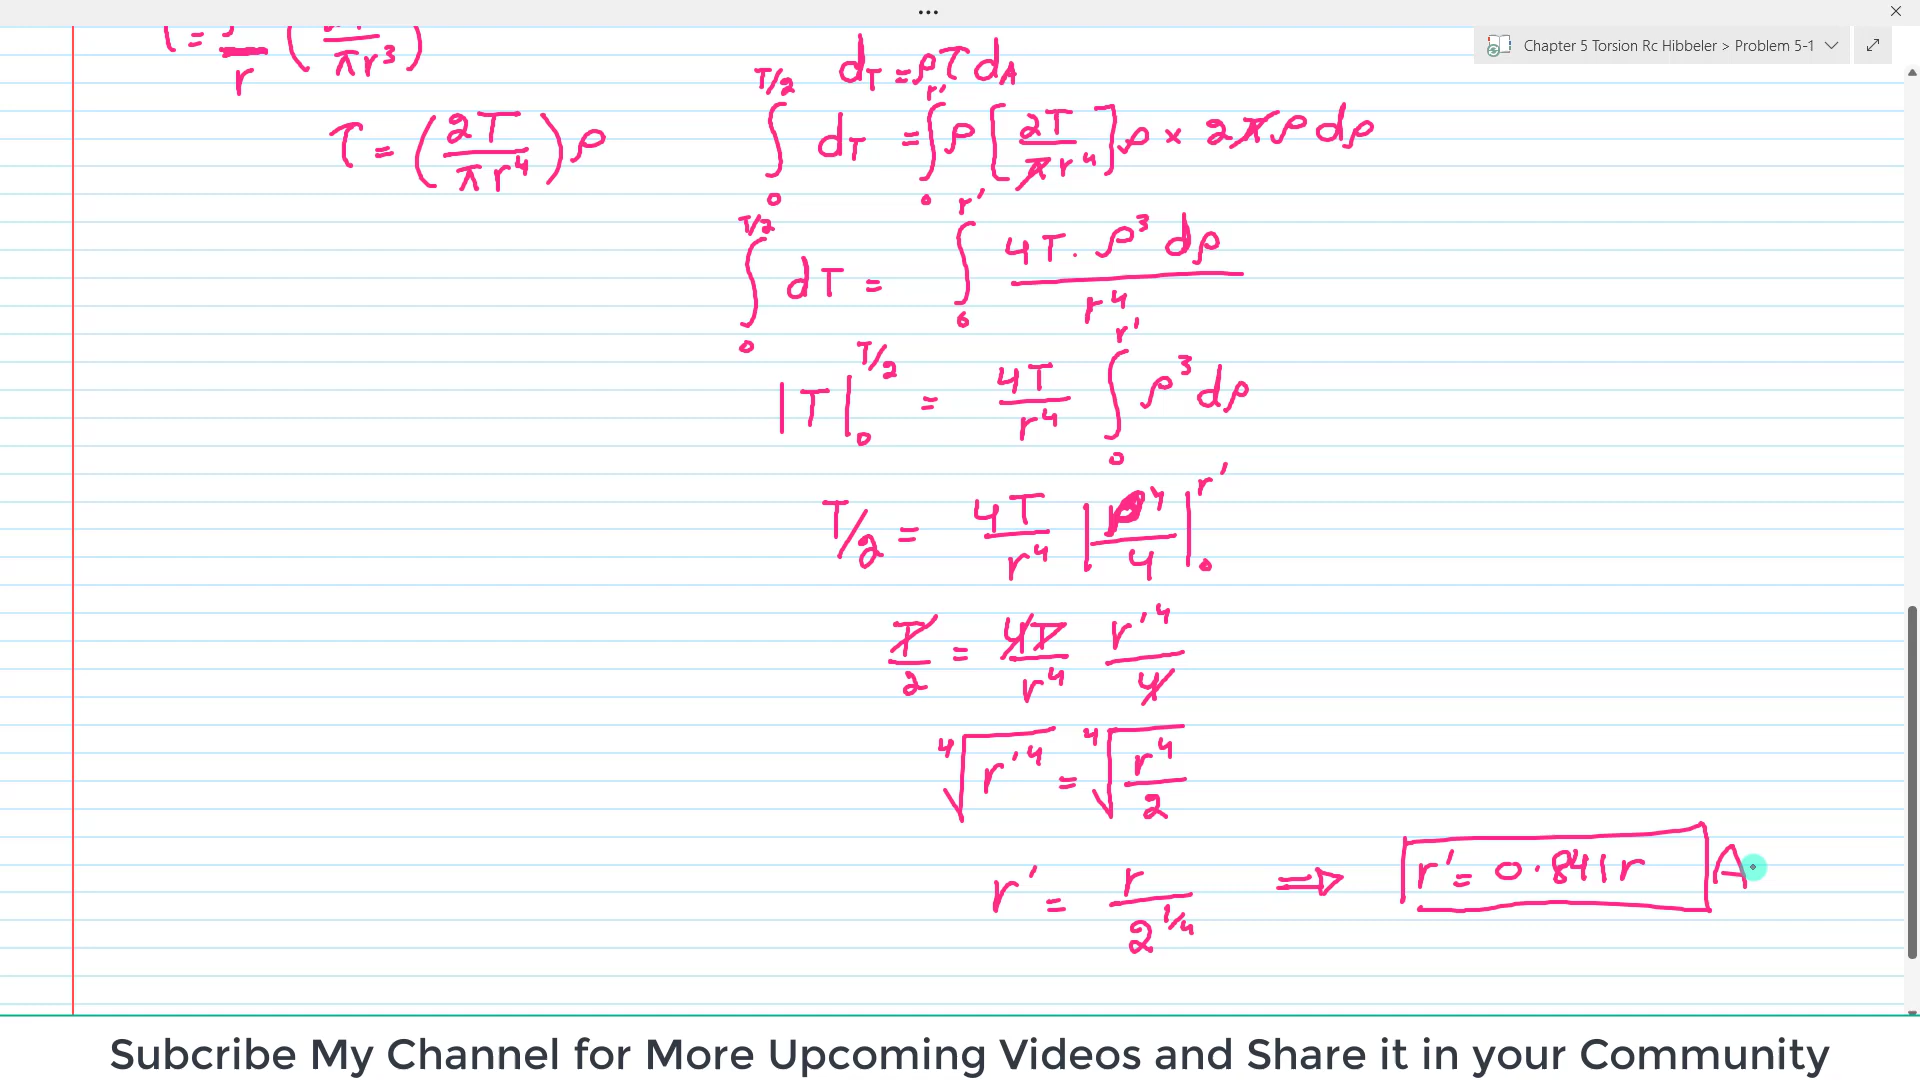 Chapter 5 Torsion Rc Hibbeler > Problem 5-1
r (πr³)
τ = (2T/πr⁴) ρ
dT = ρτ dA
∫₀^(T/2) dT = ∫₀^(r') ρ [2T/πr⁴] ρ × 2πρ dρ
∫₀^(T/2) dT = ∫₀^(r') 4T. ρ³ dρ / r⁴
|T|₀^(T/2) = 4T/r⁴ ∫₀^(r') ρ³ dρ
T/2 = 4T/r⁴ |ρ⁴/4|₀^(r')
T/2 = 4T/r⁴ r'⁴/4
⁴√r'⁴ = ⁴√(r⁴/2)
r' = r/2^(1/4) ⇒ r' = 0.841r A
Subcribe My Channel for More Upcoming Videos and Share it in your Community